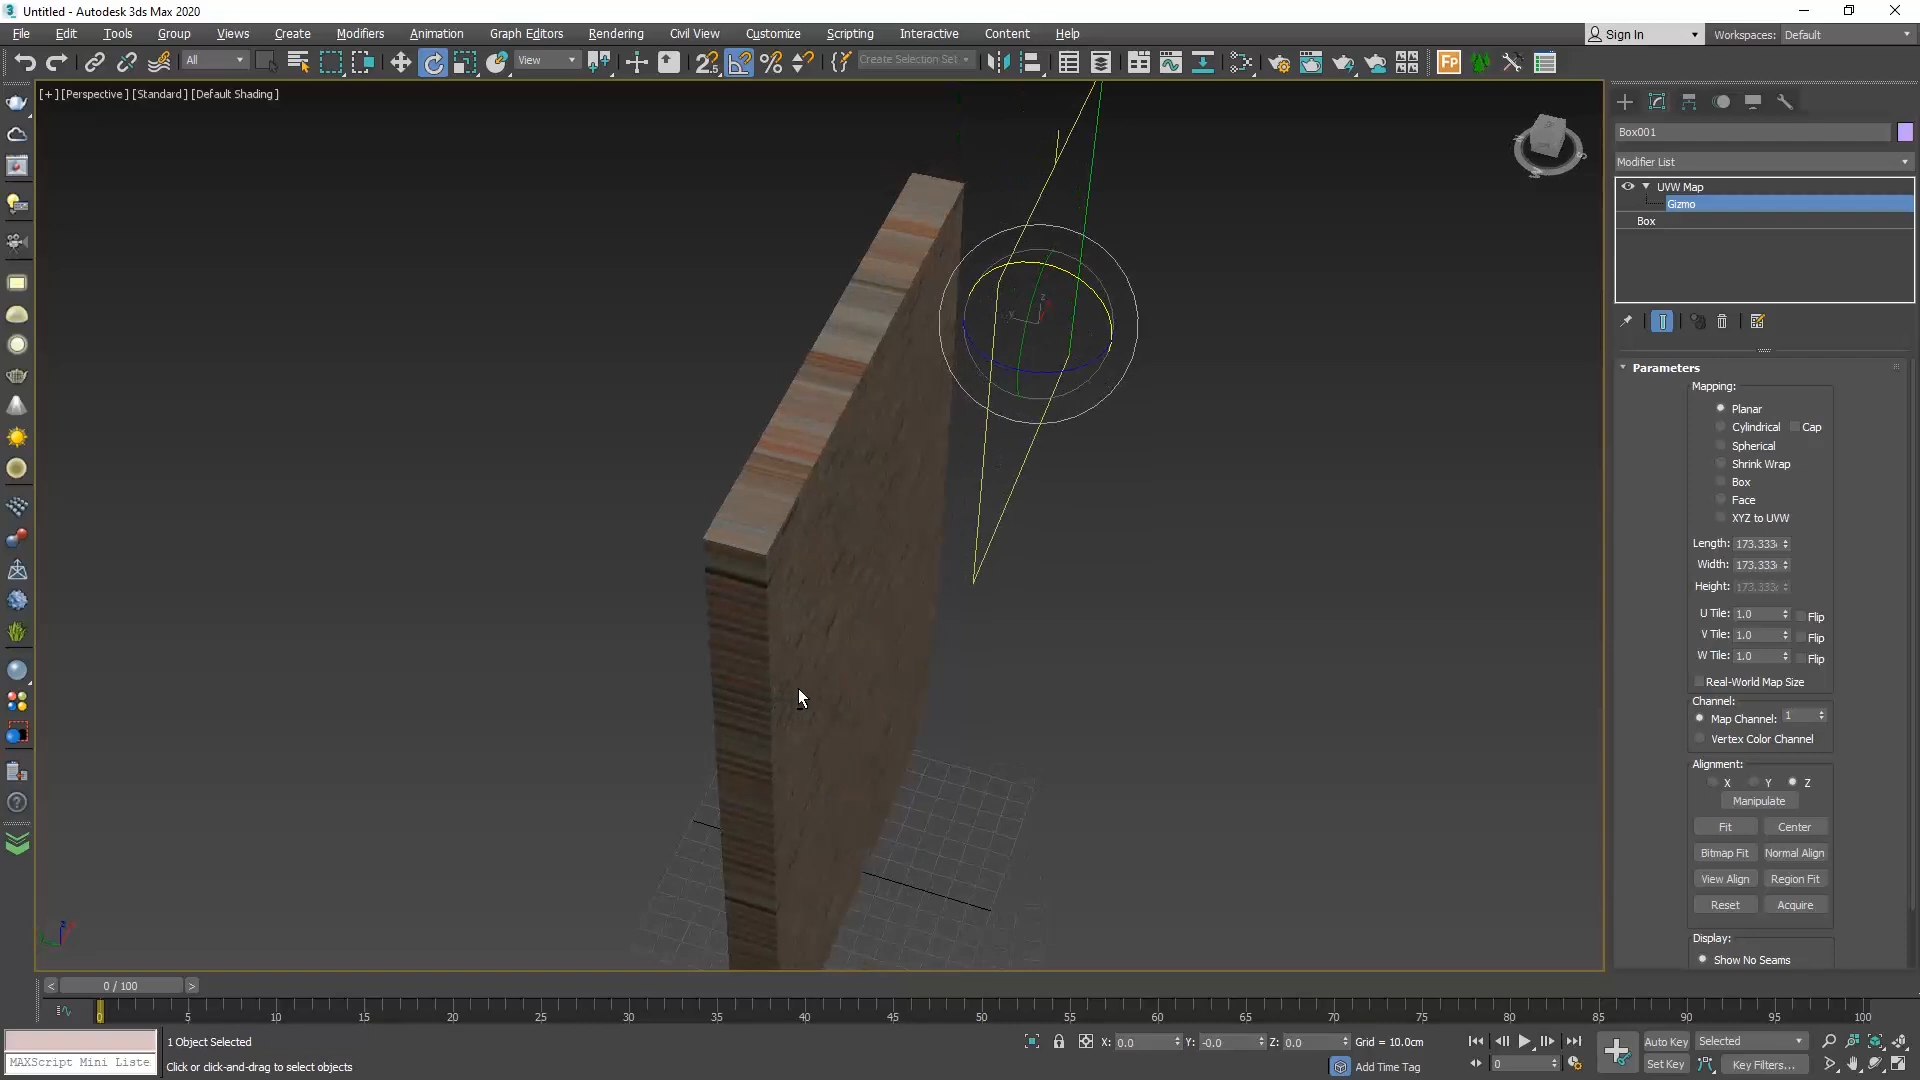 Untitled - Autodesk 3ds Max 2020
File Edit Tools Group Views Create Modifiers Animation Graph Editors Rendering Civil View Customize Scripting Interactive Content Help
Sign In Workspaces: Default
All View Create Selection Set
[+] [Perspective] [Standard] [Default Shading]
Box001
Modifier List
UVW Map
Gizmo
Box
Parameters
Mapping:
Planar
Cylindrical Cap
Spherical
Shrink Wrap
Box
Face
XYZ to UVW
Length: 173.333
Width: 173.333
Height: 173.333
U Tile: 1.0 Flip
V Tile: 1.0 Flip
W Tile: 1.0 Flip
Real-World Map Size
Channel:
Map Channel: 1
Vertex Color Channel
Alignment:
X Y Z
Manipulate
Fit Center
Bitmap Fit Normal Align
View Align Region Fit
Reset Acquire
Display:
Show No Seams
< 0 / 100 >
0 5 10 15 20 25 30 35 40 45 50 55 60 65 70 75 80 85 90 95 100
1 Object Selected X: 0.0 Y: -0.0 Z: 0.0 Grid = 10.0cm Auto Key Selected
MAXScript Mini Liste Click or click-and-drag to select objects Add Time Tag 0 Set Key Key Filters...